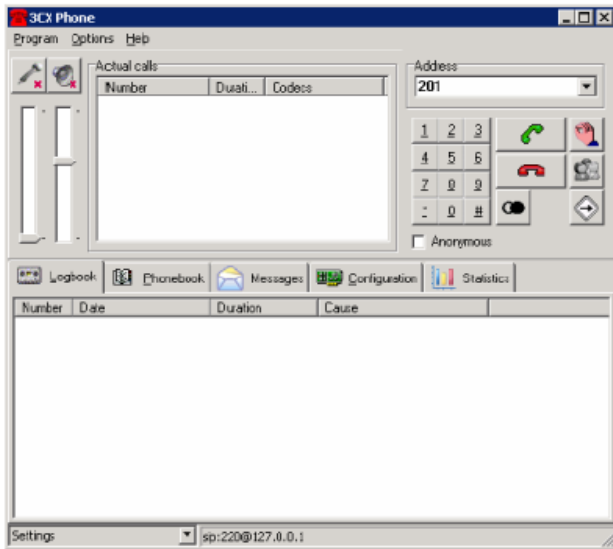 3CX Phone
Program Options Help
Actual calls
Number Durati... Codecs
Address
201
1 2 3
4 5 6
7 8 9
- 0 #
Anonymous
Logbook Phonebook Messages Configuration Statistics
Number Date Duration Cause
Settings
sip:220@127.0.0.1